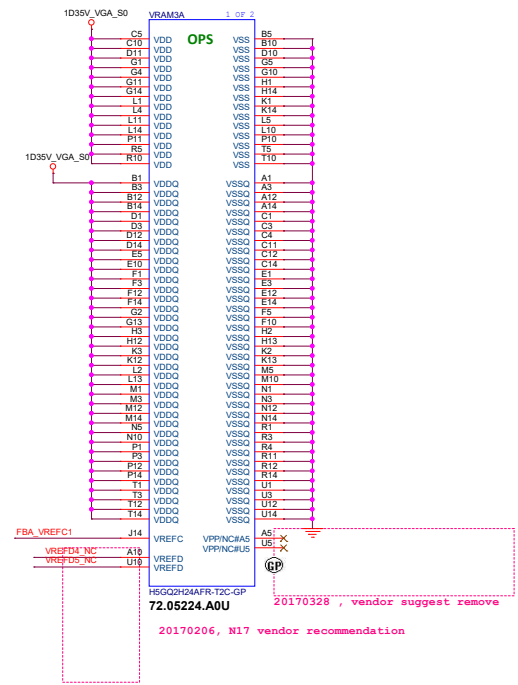 1D35V_VGA_S0
VRAM3A 1 OF 2
OPS
C5 VDD VSS B5
C10 VDD VSS B10
D11 VDD VSS D10
G1 VDD VSS G5
G4 VDD VSS G10
G11 VDD VSS H1
G14 VDD VSS H14
L1 VDD VSS K1
L4 VDD VSS K14
L11 VDD VSS L5
L14 VDD VSS L10
P11 VDD VSS P10
R5 VDD VSS T5
R10 VDD VSS T10
1D35V_VGA_S0
B1 VDDQ VSSQ A1
B3 VDDQ VSSQ A3
B12 VDDQ VSSQ A12
B14 VDDQ VSSQ A14
D1 VDDQ VSSQ C1
D3 VDDQ VSSQ C3
D12 VDDQ VSSQ C4
D14 VDDQ VSSQ C11
E5 VDDQ VSSQ C12
E10 VDDQ VSSQ C14
F1 VDDQ VSSQ E1
F3 VDDQ VSSQ E3
F12 VDDQ VSSQ E12
F14 VDDQ VSSQ E14
G2 VDDQ VSSQ F5
G13 VDDQ VSSQ F10
H3 VDDQ VSSQ H2
H12 VDDQ VSSQ H13
K3 VDDQ VSSQ K2
K12 VDDQ VSSQ K13
L2 VDDQ VSSQ M5
L13 VDDQ VSSQ M10
M1 VDDQ VSSQ N1
M3 VDDQ VSSQ N3
M12 VDDQ VSSQ N12
M14 VDDQ VSSQ N14
N5 VDDQ VSSQ R1
N10 VDDQ VSSQ R3
P1 VDDQ VSSQ R4
P3 VDDQ VSSQ R11
P12 VDDQ VSSQ R12
P14 VDDQ VSSQ R14
T1 VDDQ VSSQ U1
T3 VDDQ VSSQ U3
T12 VDDQ VSSQ U12
T14 VDDQ VSSQ U14
FBA_VREFC1 J14 VREFC VPP/NC#A5 A5
VPP/NC#U5 U5
VREFD4_NC A10 VREFD
VREFD5_NC U10 VREFD
GP
H5GQ2H24AFR-T2C-GP
72.05224.A0U
20170328 , vendor suggest remove
20170206, N17 vendor recommendation